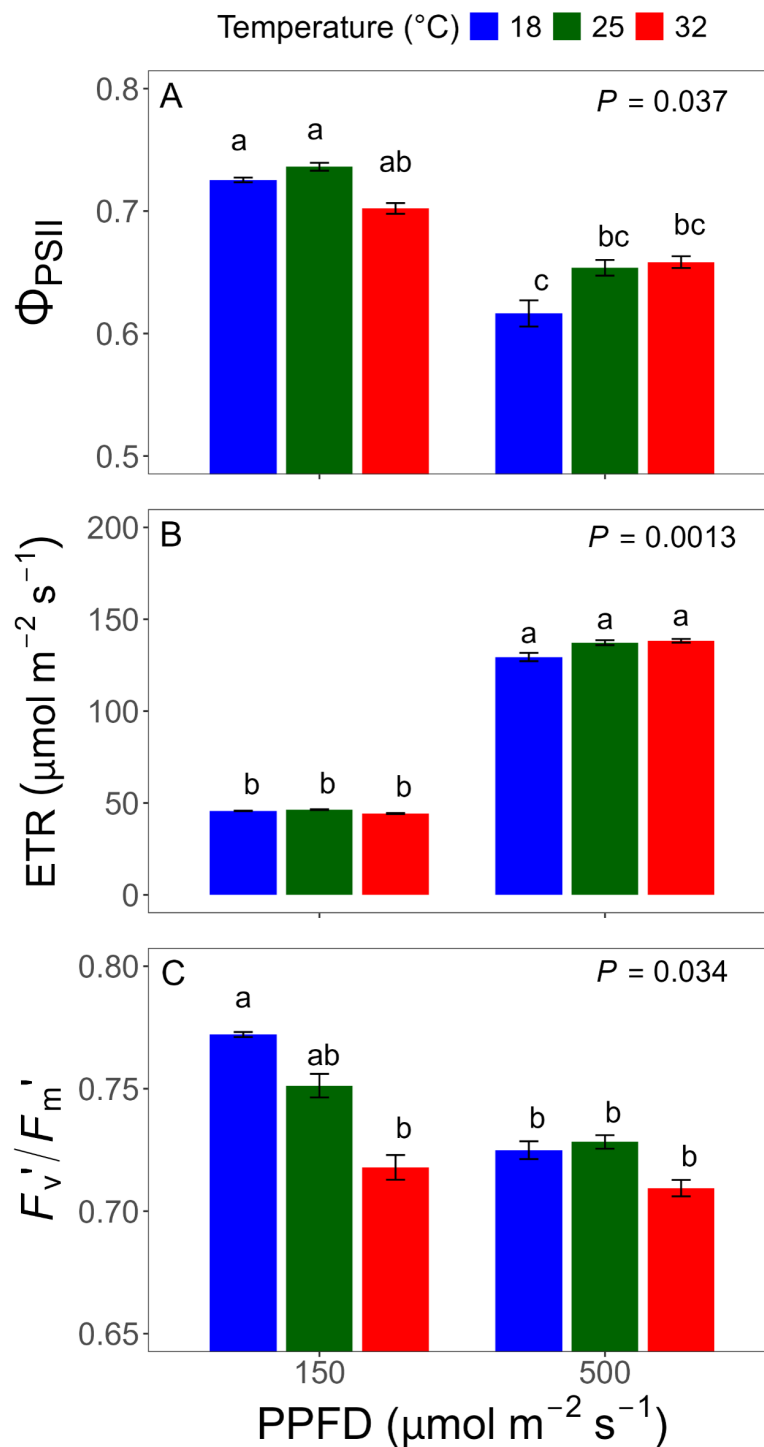 Temperature (°C) 18 25 32
A
P = 0.037
0.8
0.7
0.6
0.5
ΦPSII
a a ab c bc bc
B
P = 0.0013
200
150
100
50
0
ETR (μmol m⁻² s⁻¹)
b b b a a a
C
P = 0.034
0.80
0.75
0.70
0.65
Fv'/Fm'
a ab b b b b
150 500
PPFD (μmol m⁻² s⁻¹)